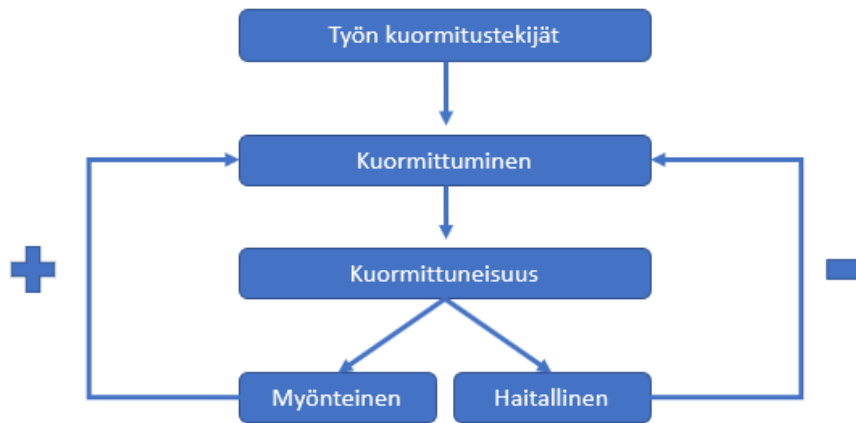 Työn kuormitustekijät
Kuormittuminen
Kuormittuneisuus
Myönteinen
Haitallinen